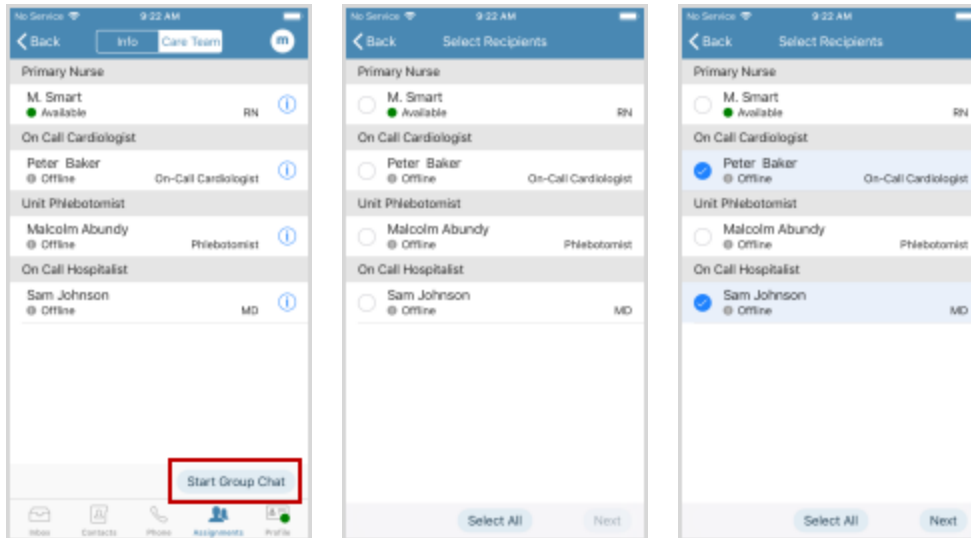 No Service 9:22 AM
Back Info Care Team m
Primary Nurse
M. Smart
Available RN
On Call Cardiologist
Peter Baker
Offline On-Call Cardiologist
Unit Phlebotomist
Malcolm Abundy
Offline Phlebotomist
On Call Hospitalist
Sam Johnson
Offline MD
Start Group Chat
Inbox Contacts Phone Assignments Profile
No Service 9:22 AM
Back Select Recipients
Primary Nurse
M. Smart
Available RN
On Call Cardiologist
Peter Baker
Offline On-Call Cardiologist
Unit Phlebotomist
Malcolm Abundy
Offline Phlebotomist
On Call Hospitalist
Sam Johnson
Offline MD
Select All Next
No Service 9:22 AM
Back Select Recipients
Primary Nurse
M. Smart
Available RN
On Call Cardiologist
Peter Baker
Offline On-Call Cardiologist
Unit Phlebotomist
Malcolm Abundy
Offline Phlebotomist
On Call Hospitalist
Sam Johnson
Offline MD
Select All Next